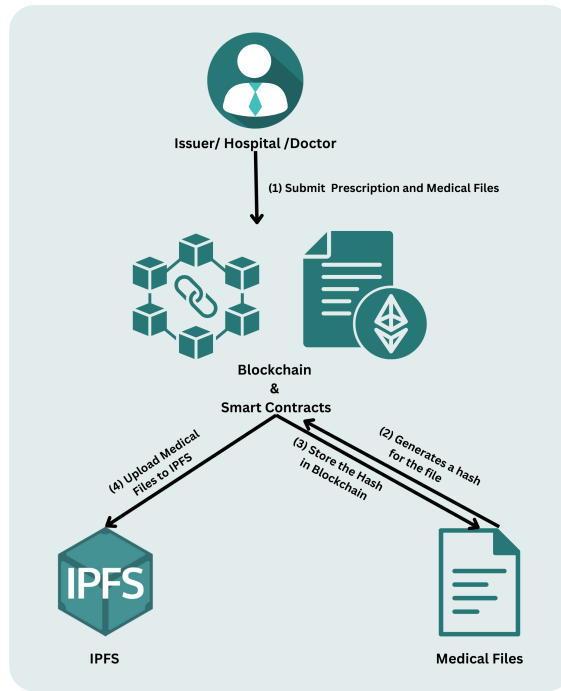 Issuer/ Hospital /Doctor
(1) Submit  Prescription and Medical Files
Blockchain
&
Smart Contracts
(4) Upload Medical
Files to IPFS
(3) Store the Hash
in Blockchain
(2) Generates a hash
for the file
IPFS
IPFS
Medical Files